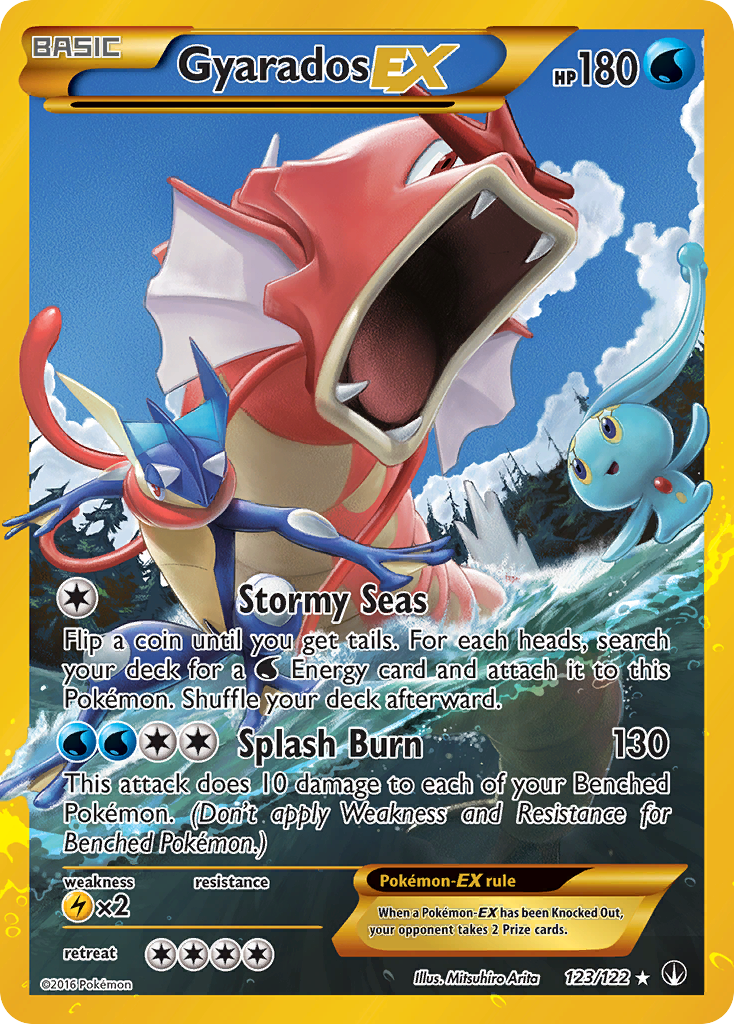 BASIC
Gyarados EX
HP 180
Stormy Seas
Flip a coin until you get tails. For each heads, search
your deck for a Energy card and attach it to this
Pokémon. Shuffle your deck afterward.
Splash Burn 130
This attack does 10 damage to each of your Benched
Pokémon. (Don't apply Weakness and Resistance for
Benched Pokémon.)
weakness resistance
×2
Pokémon-EX rule
When a Pokémon-EX has been Knocked Out,
your opponent takes 2 Prize cards.
retreat
©2016 Pokémon
Illus. Mitsuhiro Arita
123/122 ★